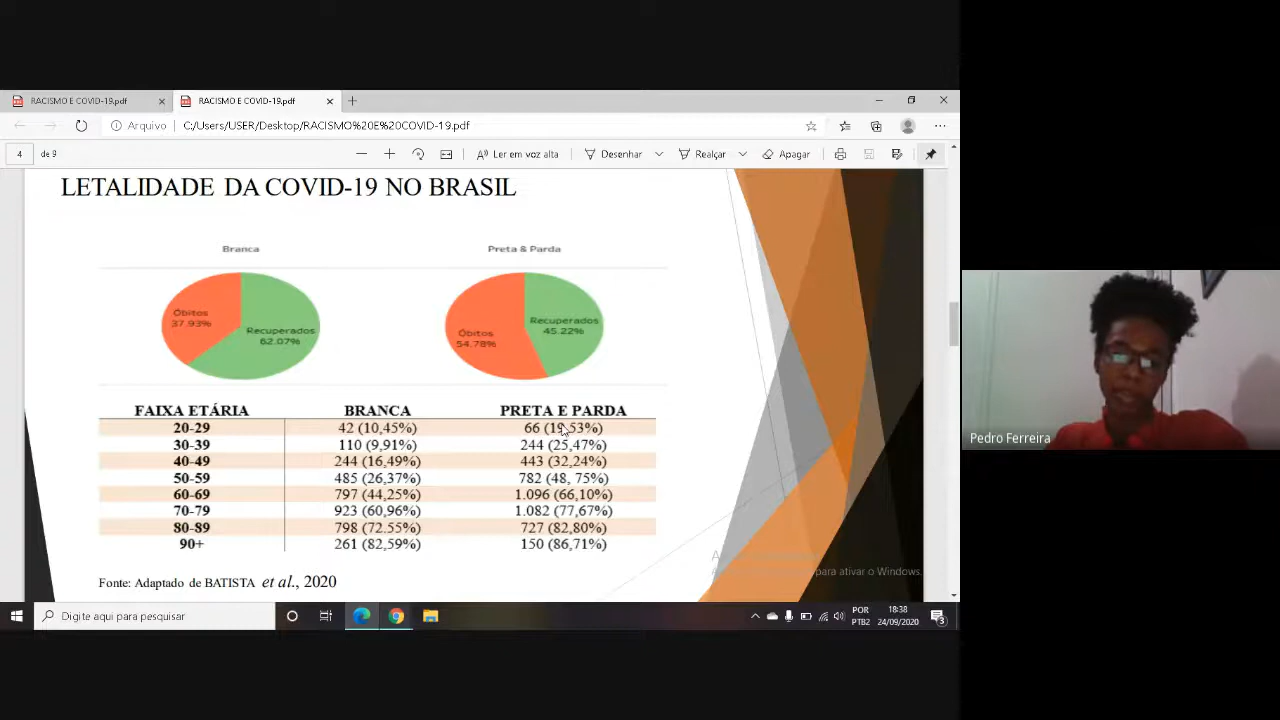 RACISMO E COVID-19.pdf
RACISMO E COVID-19.pdf
Arquivo
C:/Users/USER/Desktop/RACISMO%20E%20COVID-19.pdf
4 de 9
Ler em voz alta
Desenhar
Realçar
Apagar
LETALIDADE DA COVID-19 NO BRASIL
Branca
Preta & Parda
Óbitos
37.93%
Recuperados
62.07%
Óbitos
54.78%
Recuperados
45.22%
FAIXA ETÁRIA BRANCA PRETA E PARDA
20-29 42 (10,45%) 66 (19,53%)
30-39 110 (9,91%) 244 (25,47%)
40-49 244 (16,49%) 443 (32,24%)
50-59 485 (26,37%) 782 (48, 75%)
60-69 797 (44,25%) 1.096 (66,10%)
70-79 923 (60,96%) 1.082 (77,67%)
80-89 798 (72.55%) 727 (82,80%)
90+ 261 (82,59%) 150 (86,71%)
Fonte: Adaptado de BATISTA et al., 2020
para ativar o Windows.
Pedro Ferreira
Digite aqui para pesquisar
POR
PTB2
18:38
24/09/2020
3